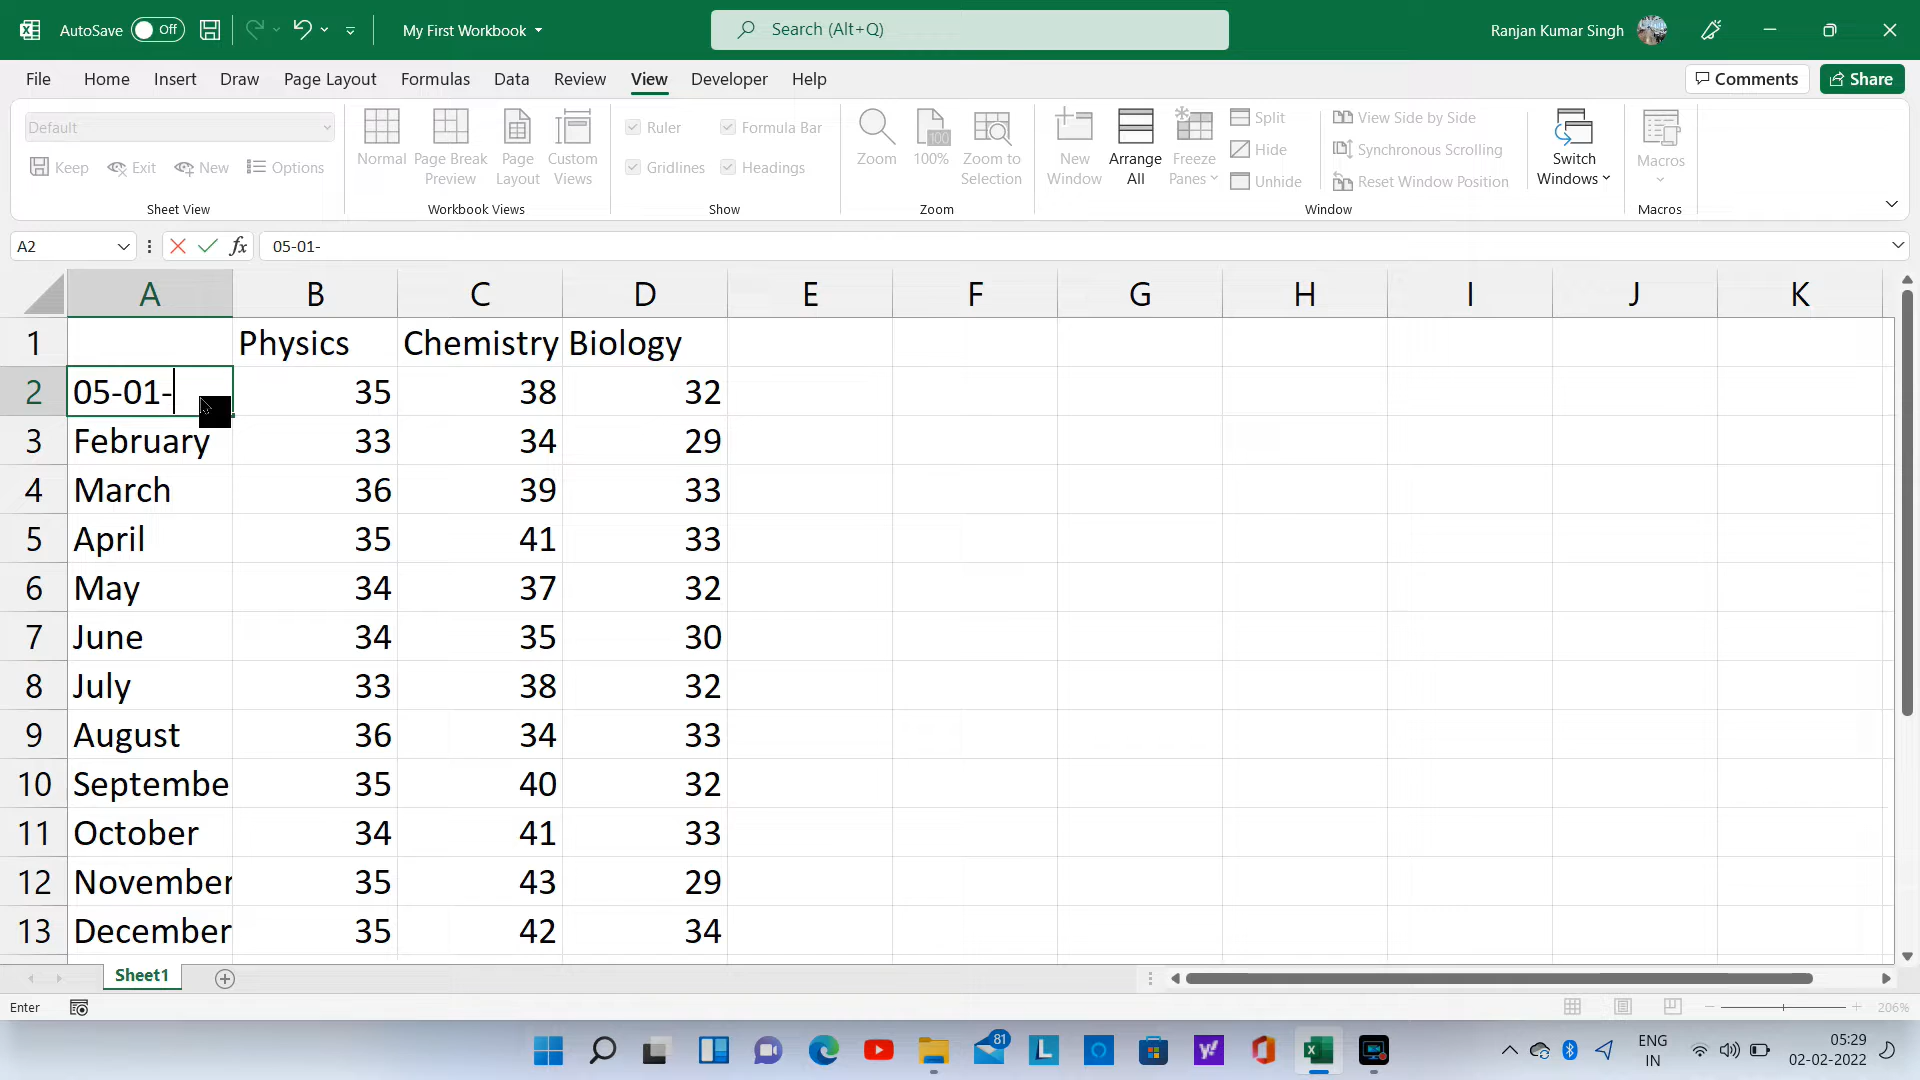 AutoSave Off My First Workbook Search (Alt+Q) Ranjan Kumar Singh
File Home Insert Draw Page Layout Formulas Data Review View Developer Help Comments Share
Default
Keep Exit New Options
Sheet View
Normal
Page Break Preview
Page Layout
Custom Views
Workbook Views
Ruler Formula Bar
Gridlines Headings
Show
Zoom
100
100%
Zoom to Selection
Zoom
New Window
Arrange All
Freeze Panes
Split
Hide
Unhide
View Side by Side
Synchronous Scrolling
Reset Window Position
Switch Windows
Window
Macros
Macros
A2 fx 05-01-
A B C D E F G H I J K
1 Physics Chemistry Biology
2 05-01- 35 38 32
3 February 33 34 29
4 March 36 39 33
5 April 35 41 33
6 May 34 37 32
7 June 34 35 30
8 July 33 38 32
9 August 36 34 33
10 Septembe 35 40 32
11 October 34 41 33
12 November 35 43 29
13 December 35 42 34
Sheet1
Enter 206%
81 L y! ENG IN 05:29 02-02-2022